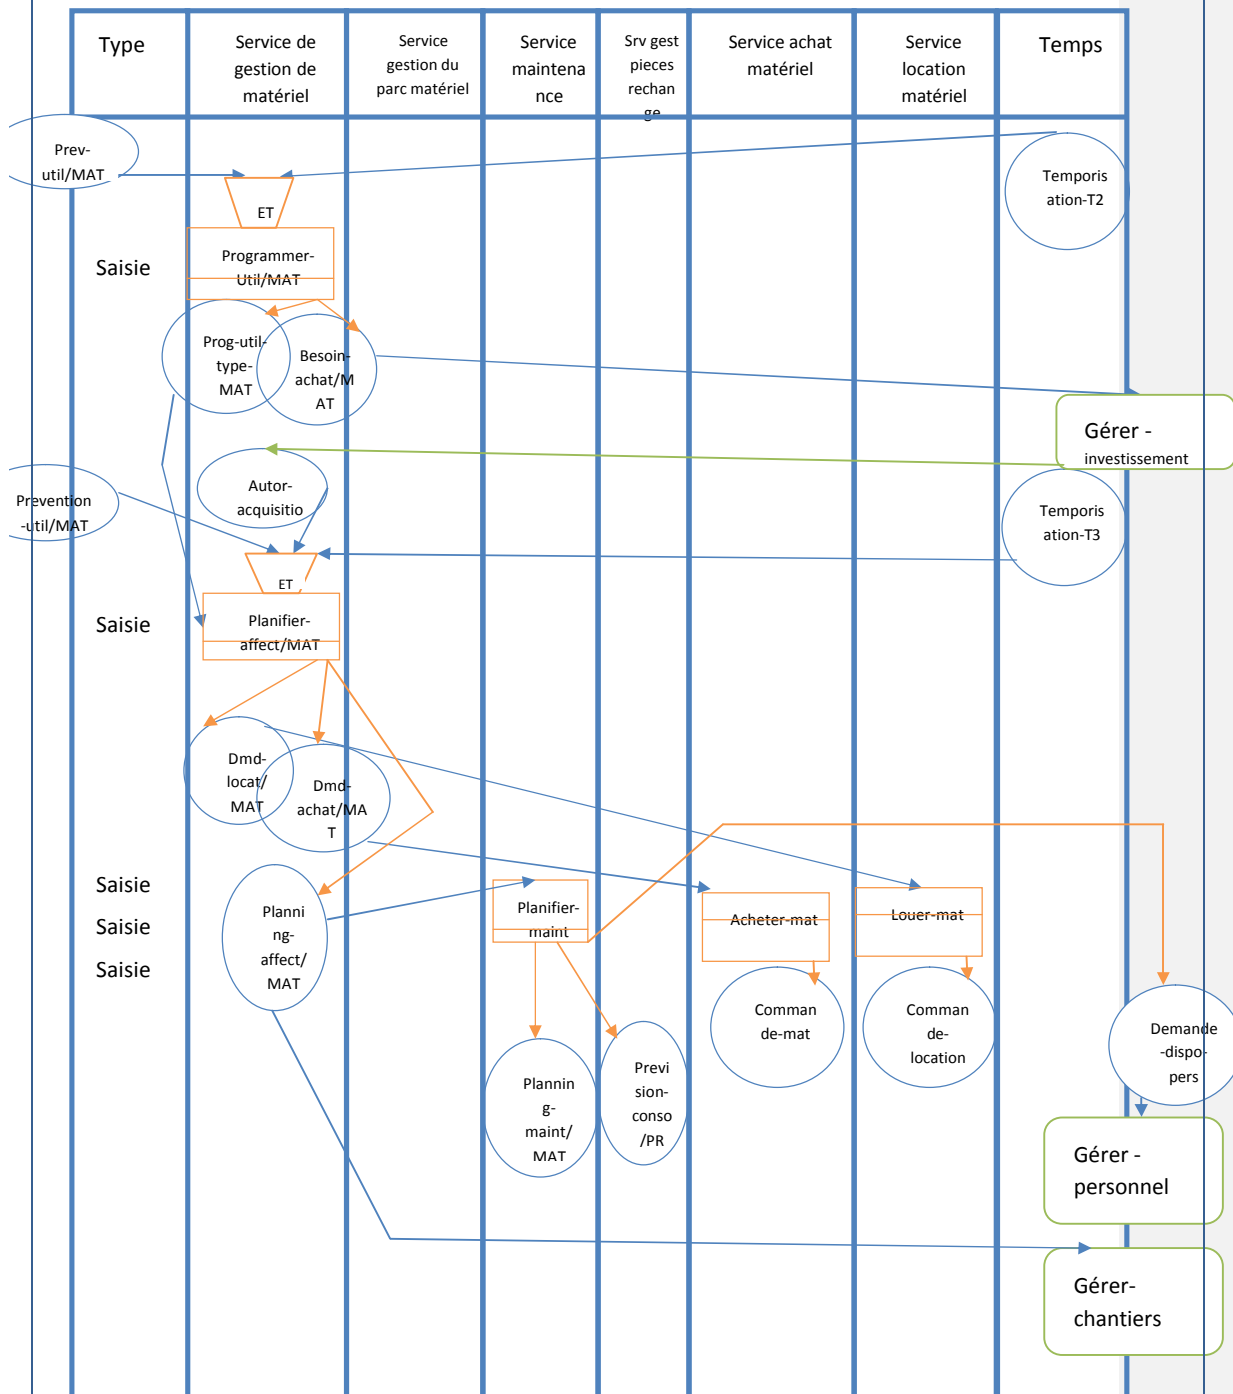 Type
Service de
gestion de
matériel
Service
gestion du
parc matériel
Service
maintena
nce
Srv gest
pieces
rechan
ge
Service achat
matériel
Service
location
matériel
Temps
Prev-
util/MAT
Temporis
ation-T2
ET
Saisie
Programmer-
Util/MAT
Prog-util-
type-
MAT
Besoin-
achat/M
AT
Gérer -
investissement
Autor-
acquisitio
Prevention
-util/MAT
Temporis
ation-T3
ET
Saisie
Planifier-
affect/MAT
Dmd-
locat/
MAT
Dmd-
achat/MA
T
Saisie
Saisie
Saisie
Planni
ng-
affect/
MAT
Planifier-
maint
Acheter-mat
Louer-mat
Comman
de-mat
Comman
de-
location
Demande
-dispo-
pers
Plannin
g-
maint/
MAT
Previ
sion-
conso
/PR
Gérer -
personnel
Gérer-
chantiers